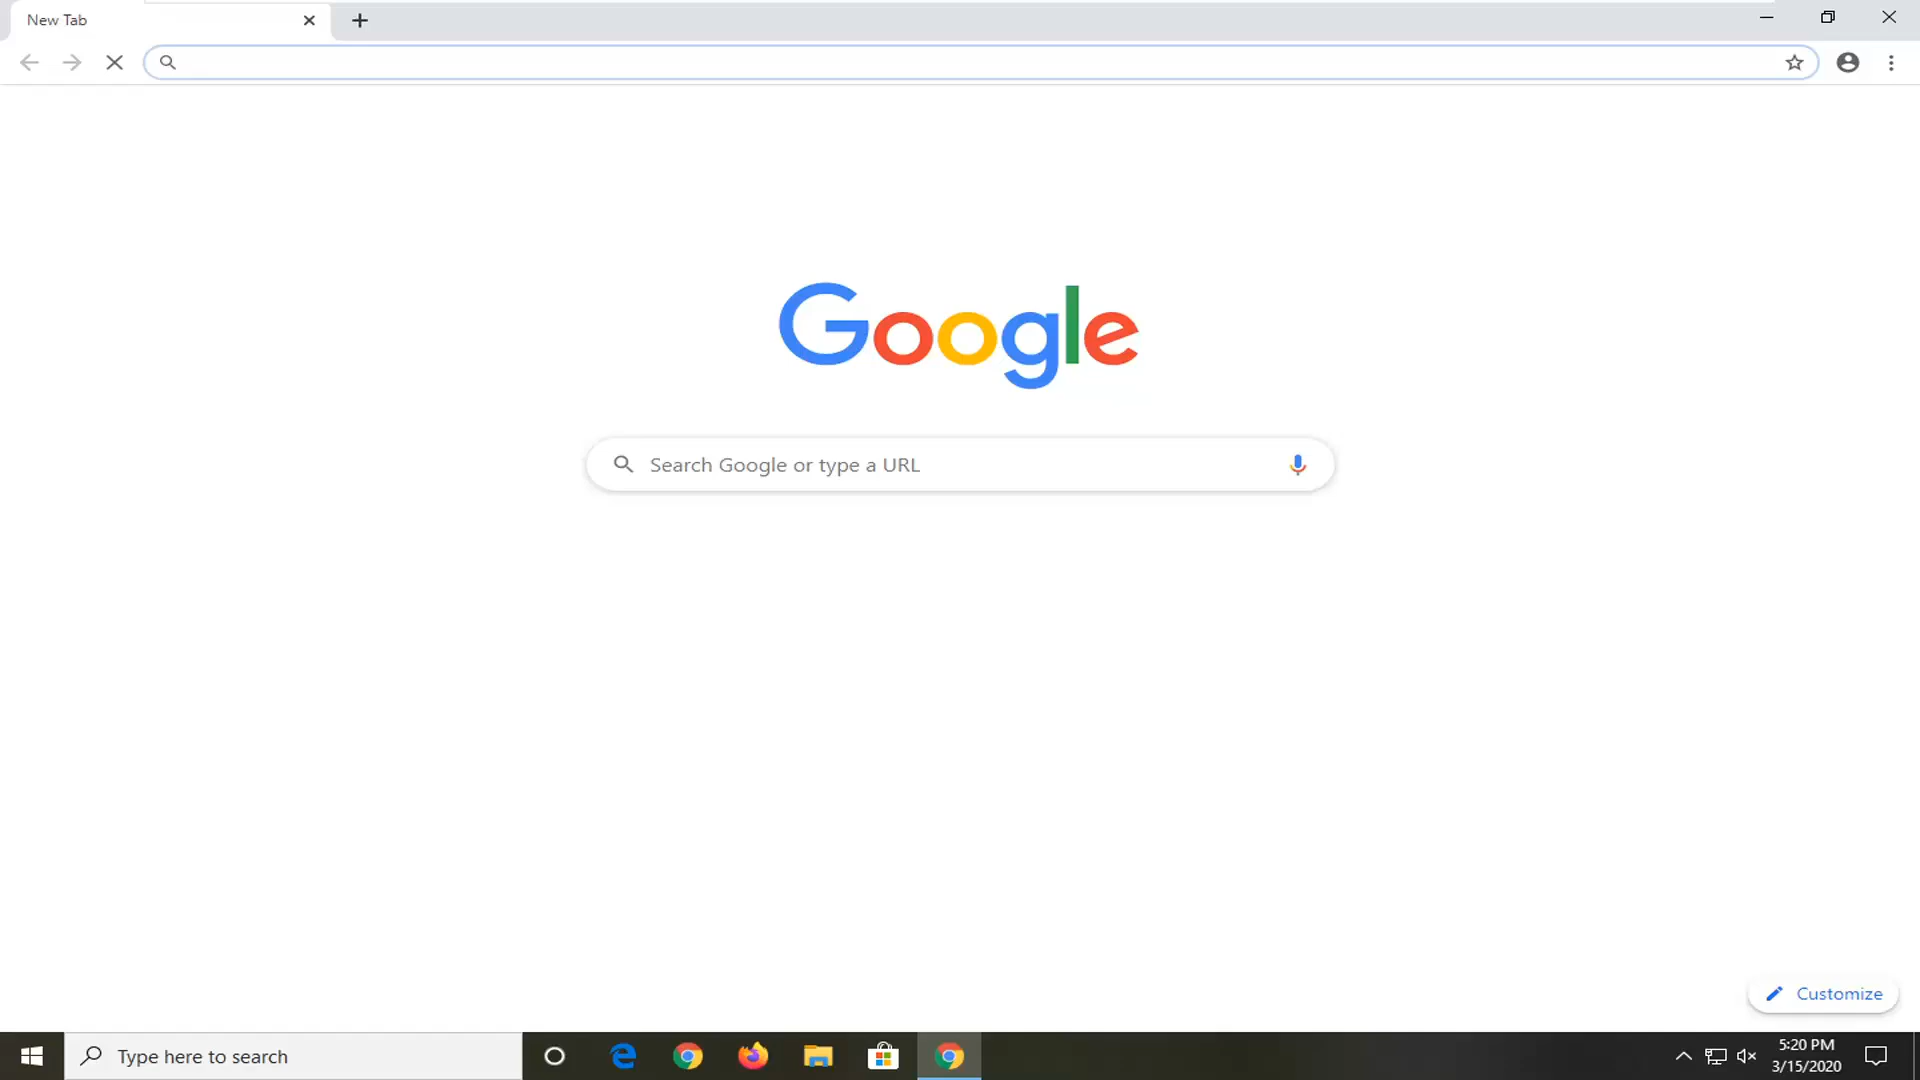 New Tab
Google
Search Google or type a URL
Customize
Type here to search
5:20 PM
3/15/2020